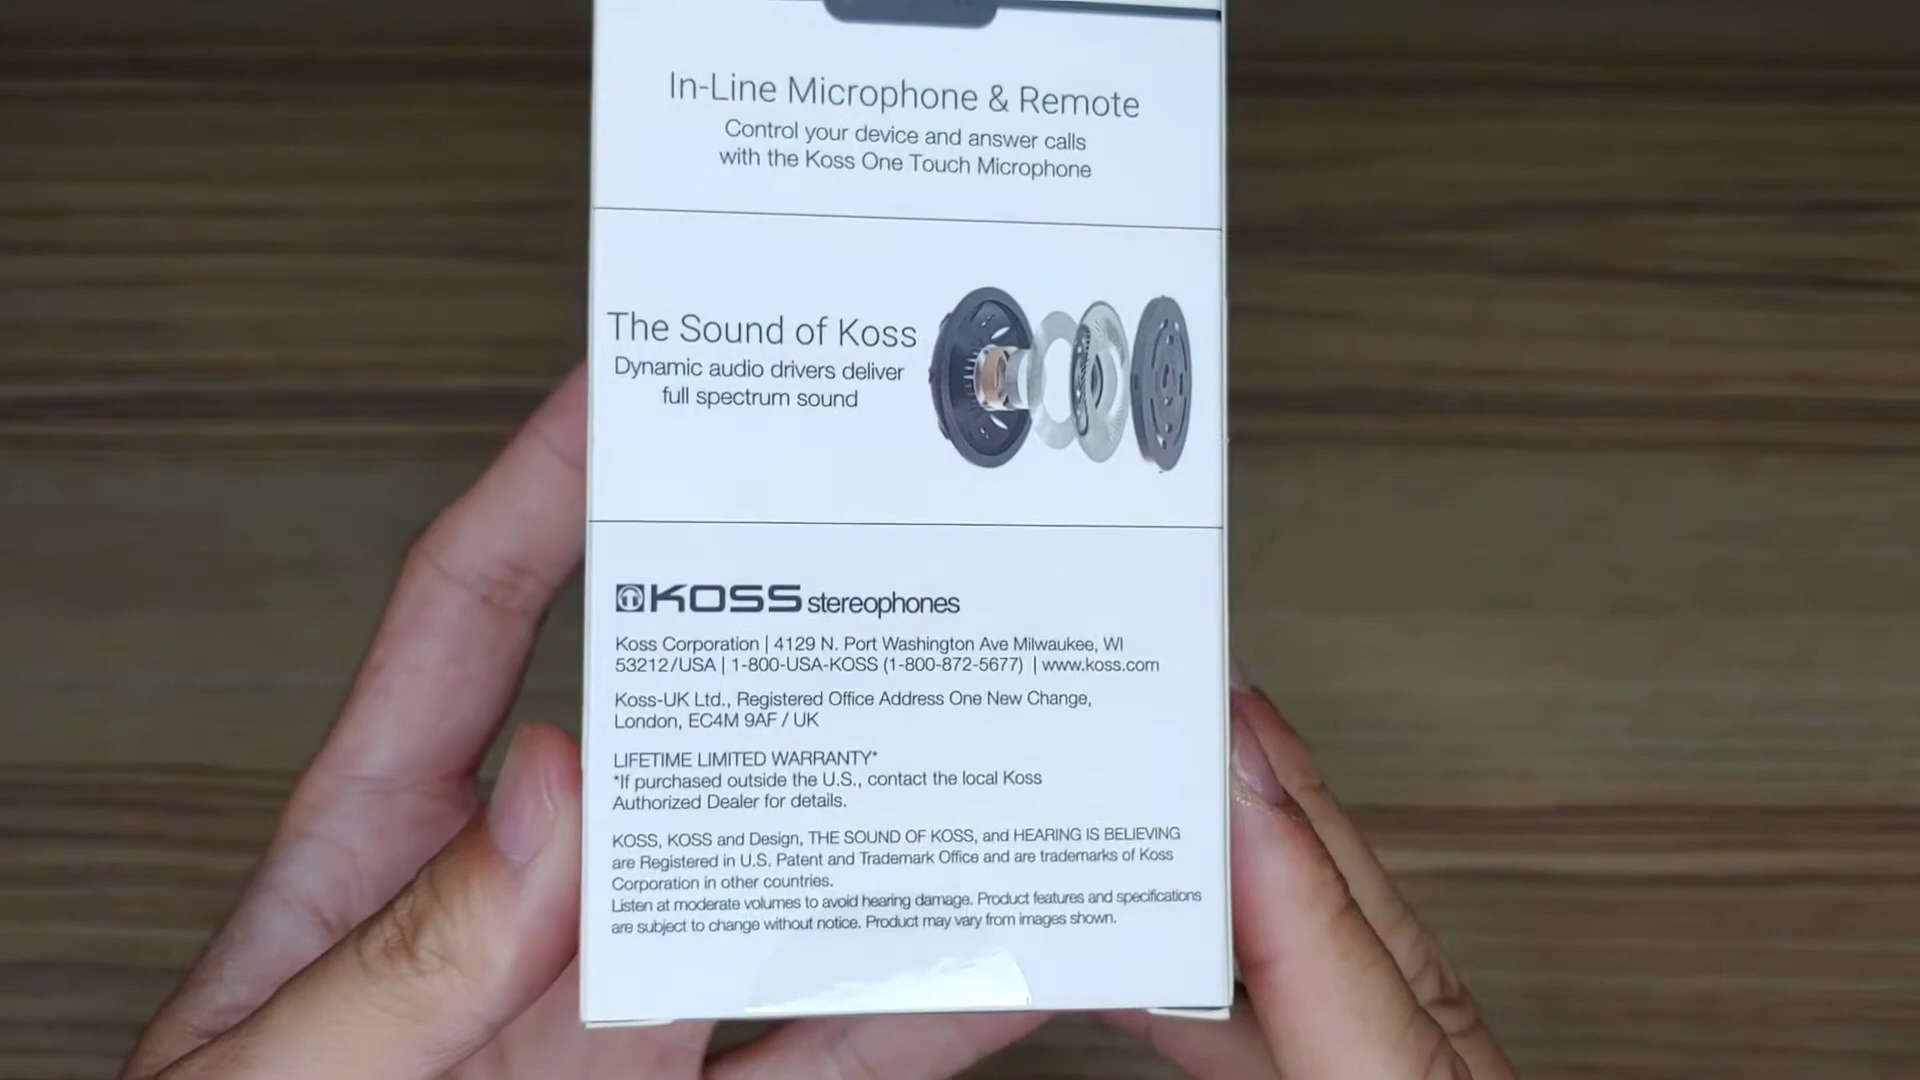 In-Line Microphone & Remote
Control your device and answer calls
with the Koss One Touch Microphone
The Sound of Koss
Dynamic audio drivers deliver
full spectrum sound
KOSS stereophones
Koss Corporation | 4129 N. Port Washington Ave Milwaukee, WI
53212/USA | 1-800-USA-KOSS (1-800-872-5677) | www.koss.com
Koss-UK Ltd., Registered Office Address One New Change,
London, EC4M 9AF / UK
LIFETIME LIMITED WARRANTY*
*If purchased outside the U.S., contact the local Koss
Authorized Dealer for details.
KOSS, KOSS and Design, THE SOUND OF KOSS, and HEARING IS BELIEVING
are Registered in U.S. Patent and Trademark Office and are trademarks of Koss
Corporation in other countries.
Listen at moderate volumes to avoid hearing damage. Product features and specifications
are subject to change without notice. Product may vary from images shown.